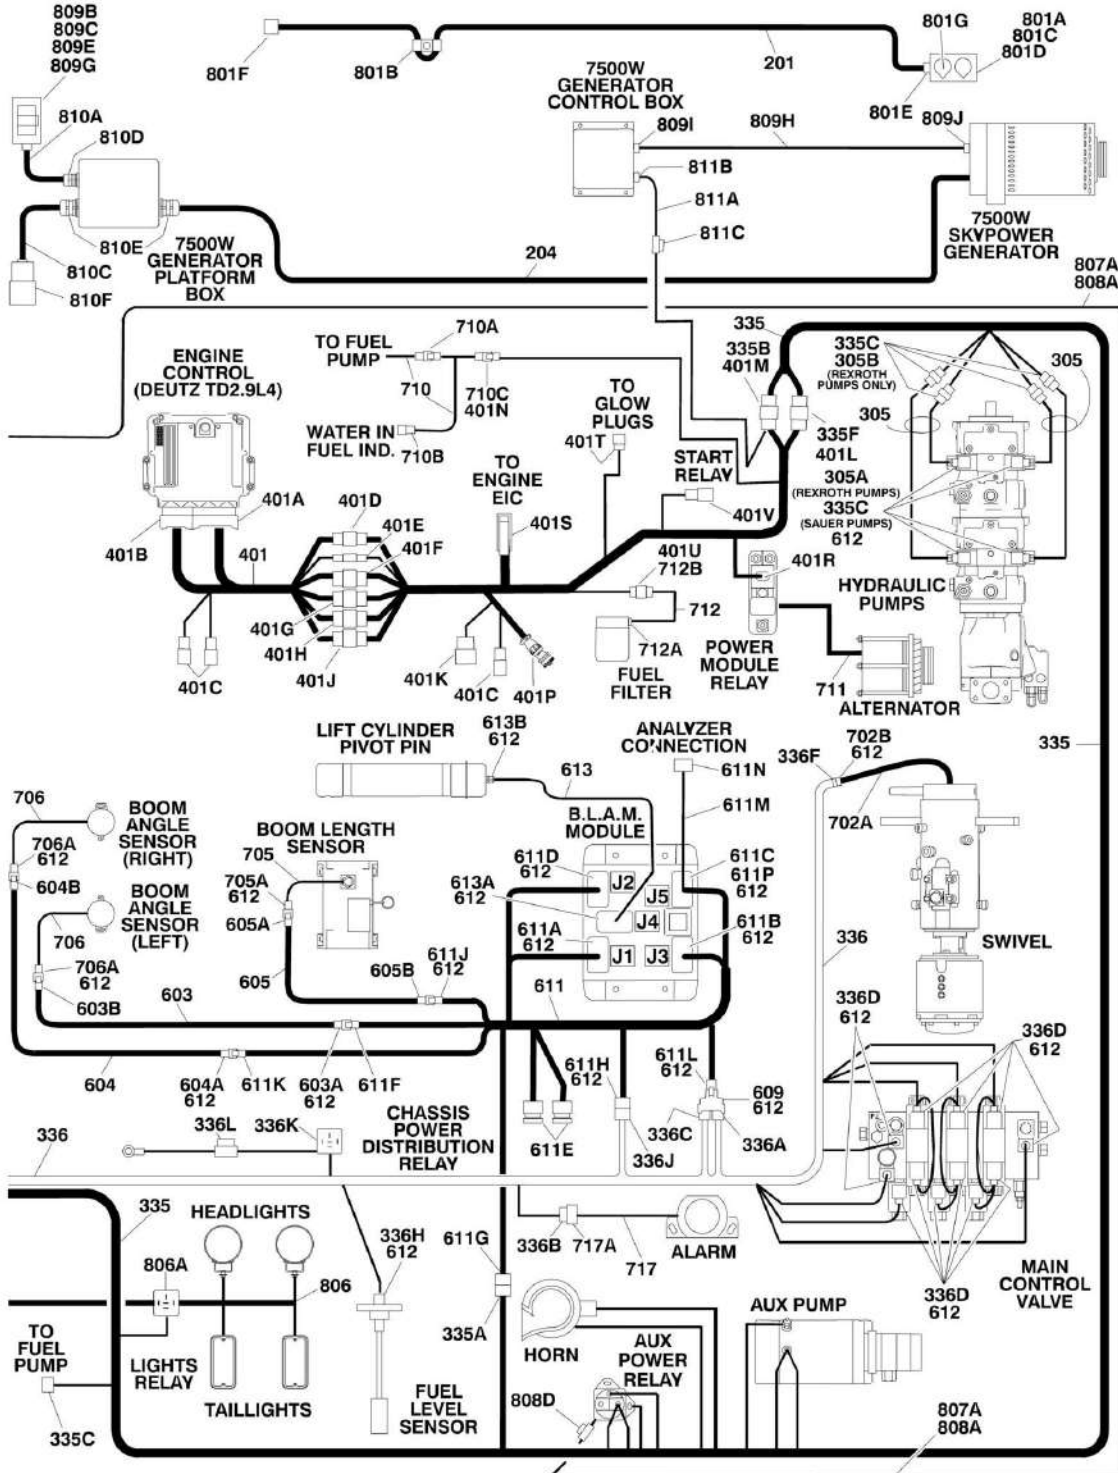 809B
809C
809E
809G
810A
810D
810E
7500W
GENERATOR
PLATFORM
BOX
810C
810F
801F
801B
201
801G
801A
801C
801D
801E
7500W
GENERATOR
CONTROL BOX
809I
809H
809J
811B
811A
811C
7500W
SKYPOWER
GENERATOR
204
807A
808A
ENGINE
CONTROL
(DEUTZ TD2.9L4)
TO FUEL
PUMP
710A
710
710C
401N
WATER IN
FUEL IND.
710B
TO
GLOW
PLUGS
401T
335
335B
401M
335C
305B
(REXROTH
PUMPS ONLY)
305
305
335F
401L
305A
(REXROTH PUMPS)
335C
(SAUER PUMPS)
612
HYDRAULIC
PUMPS
START
RELAY
401V
TO
ENGINE
EIC
401S
401A
401B
401
401D
401E
401F
401G
401H
401J
401C
401K
401C
401P
401U
712B
712
712A
FUEL
FILTER
401R
POWER
MODULE
RELAY
711
ALTERNATOR
335
LIFT CYLINDER
PIVOT PIN
613B
612
613
ANALYZER
CONNECTION
611N
611M
B.L.A.M.
MODULE
336F
702B
612
702A
SWIVEL
706
BOOM
ANGLE
SENSOR
(RIGHT)
706A
612
604B
BOOM LENGTH
SENSOR
705
705A
612
605A
BOOM
ANGLE
SENSOR
(LEFT)
706
706A
612
603B
611D
612
613A
612
611A
612
J2
J5
J4
J1
J3
611C
611P
612
611B
612
605
605B
611J
612
611
603
604
604A
612
611K
603A
612
611F
611H
612
611L
612
609
612
336
336D
612
336D
612
336
336L
336K
CHASSIS
POWER
DISTRIBUTION
RELAY
611E
336J
336C
336A
335
HEADLIGHTS
806A
806
336H
612
611G
336B
717A
717
ALARM
336D
612
MAIN
CONTROL
VALVE
TO
FUEL
PUMP
335C
LIGHTS
RELAY
TAILLIGHTS
FUEL
LEVEL
SENSOR
335A
HORN
AUX
POWER
RELAY
808D
AUX PUMP
807A
808A